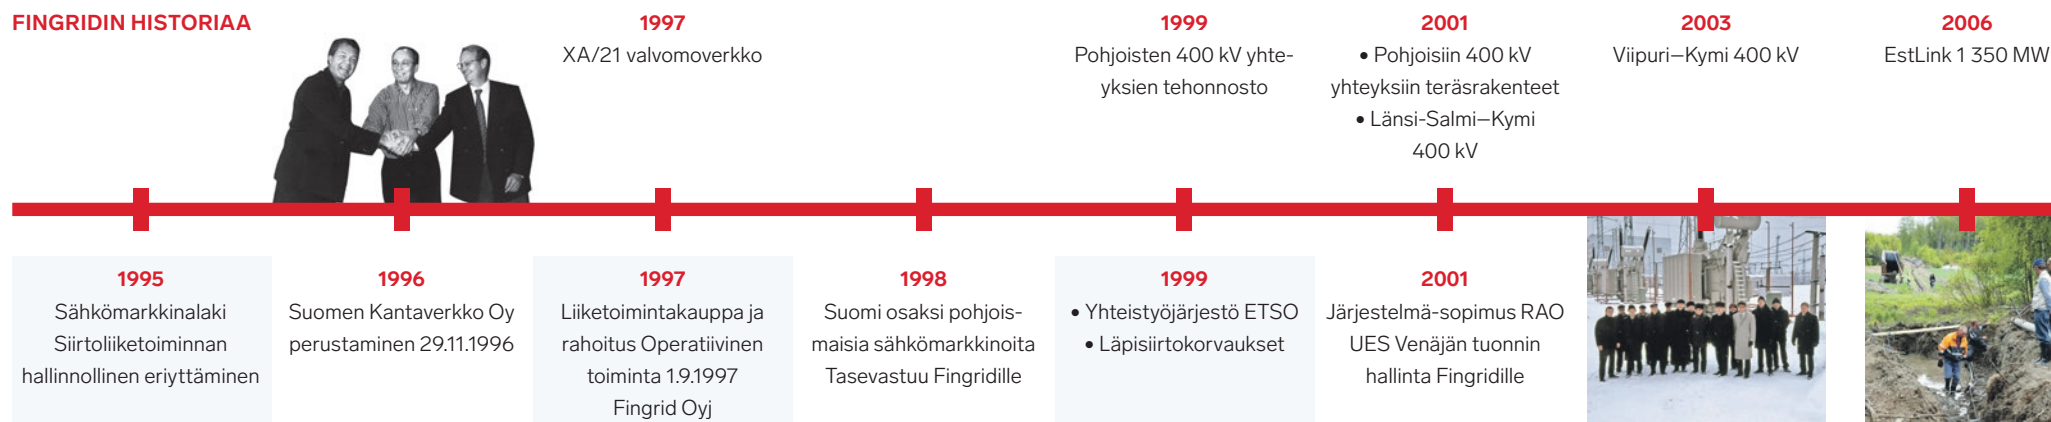 FINGRIDIN HISTORIAA
1997
XA/21 valvomoverkko
1999
Pohjoisten 400 kV yhte-
yksien tehonnosto
2001
• Pohjoisiin 400 kV
yhteyksiin teräsrakenteet
• Länsi-Salmi–Kymi
400 kV
2003
Viipuri–Kymi 400 kV
2006
EstLink 1 350 MW
1995
Sähkömarkkinalaki
Siirtoliiketoiminnan
hallinnollinen eriyttäminen
1996
Suomen Kantaverkko Oy
perustaminen 29.11.1996
1997
Liiketoimintakauppa ja
rahoitus Operatiivinen
toiminta 1.9.1997
Fingrid Oyj
1998
Suomi osaksi pohjois-
maisia sähkömarkkinoita
Tasevastuu Fingridille
1999
• Yhteistyöjärjestö ETSO
• Läpisiirtokorvaukset
2001
Järjestelmä-sopimus RAO
UES Venäjän tuonnin
hallinta Fingridille